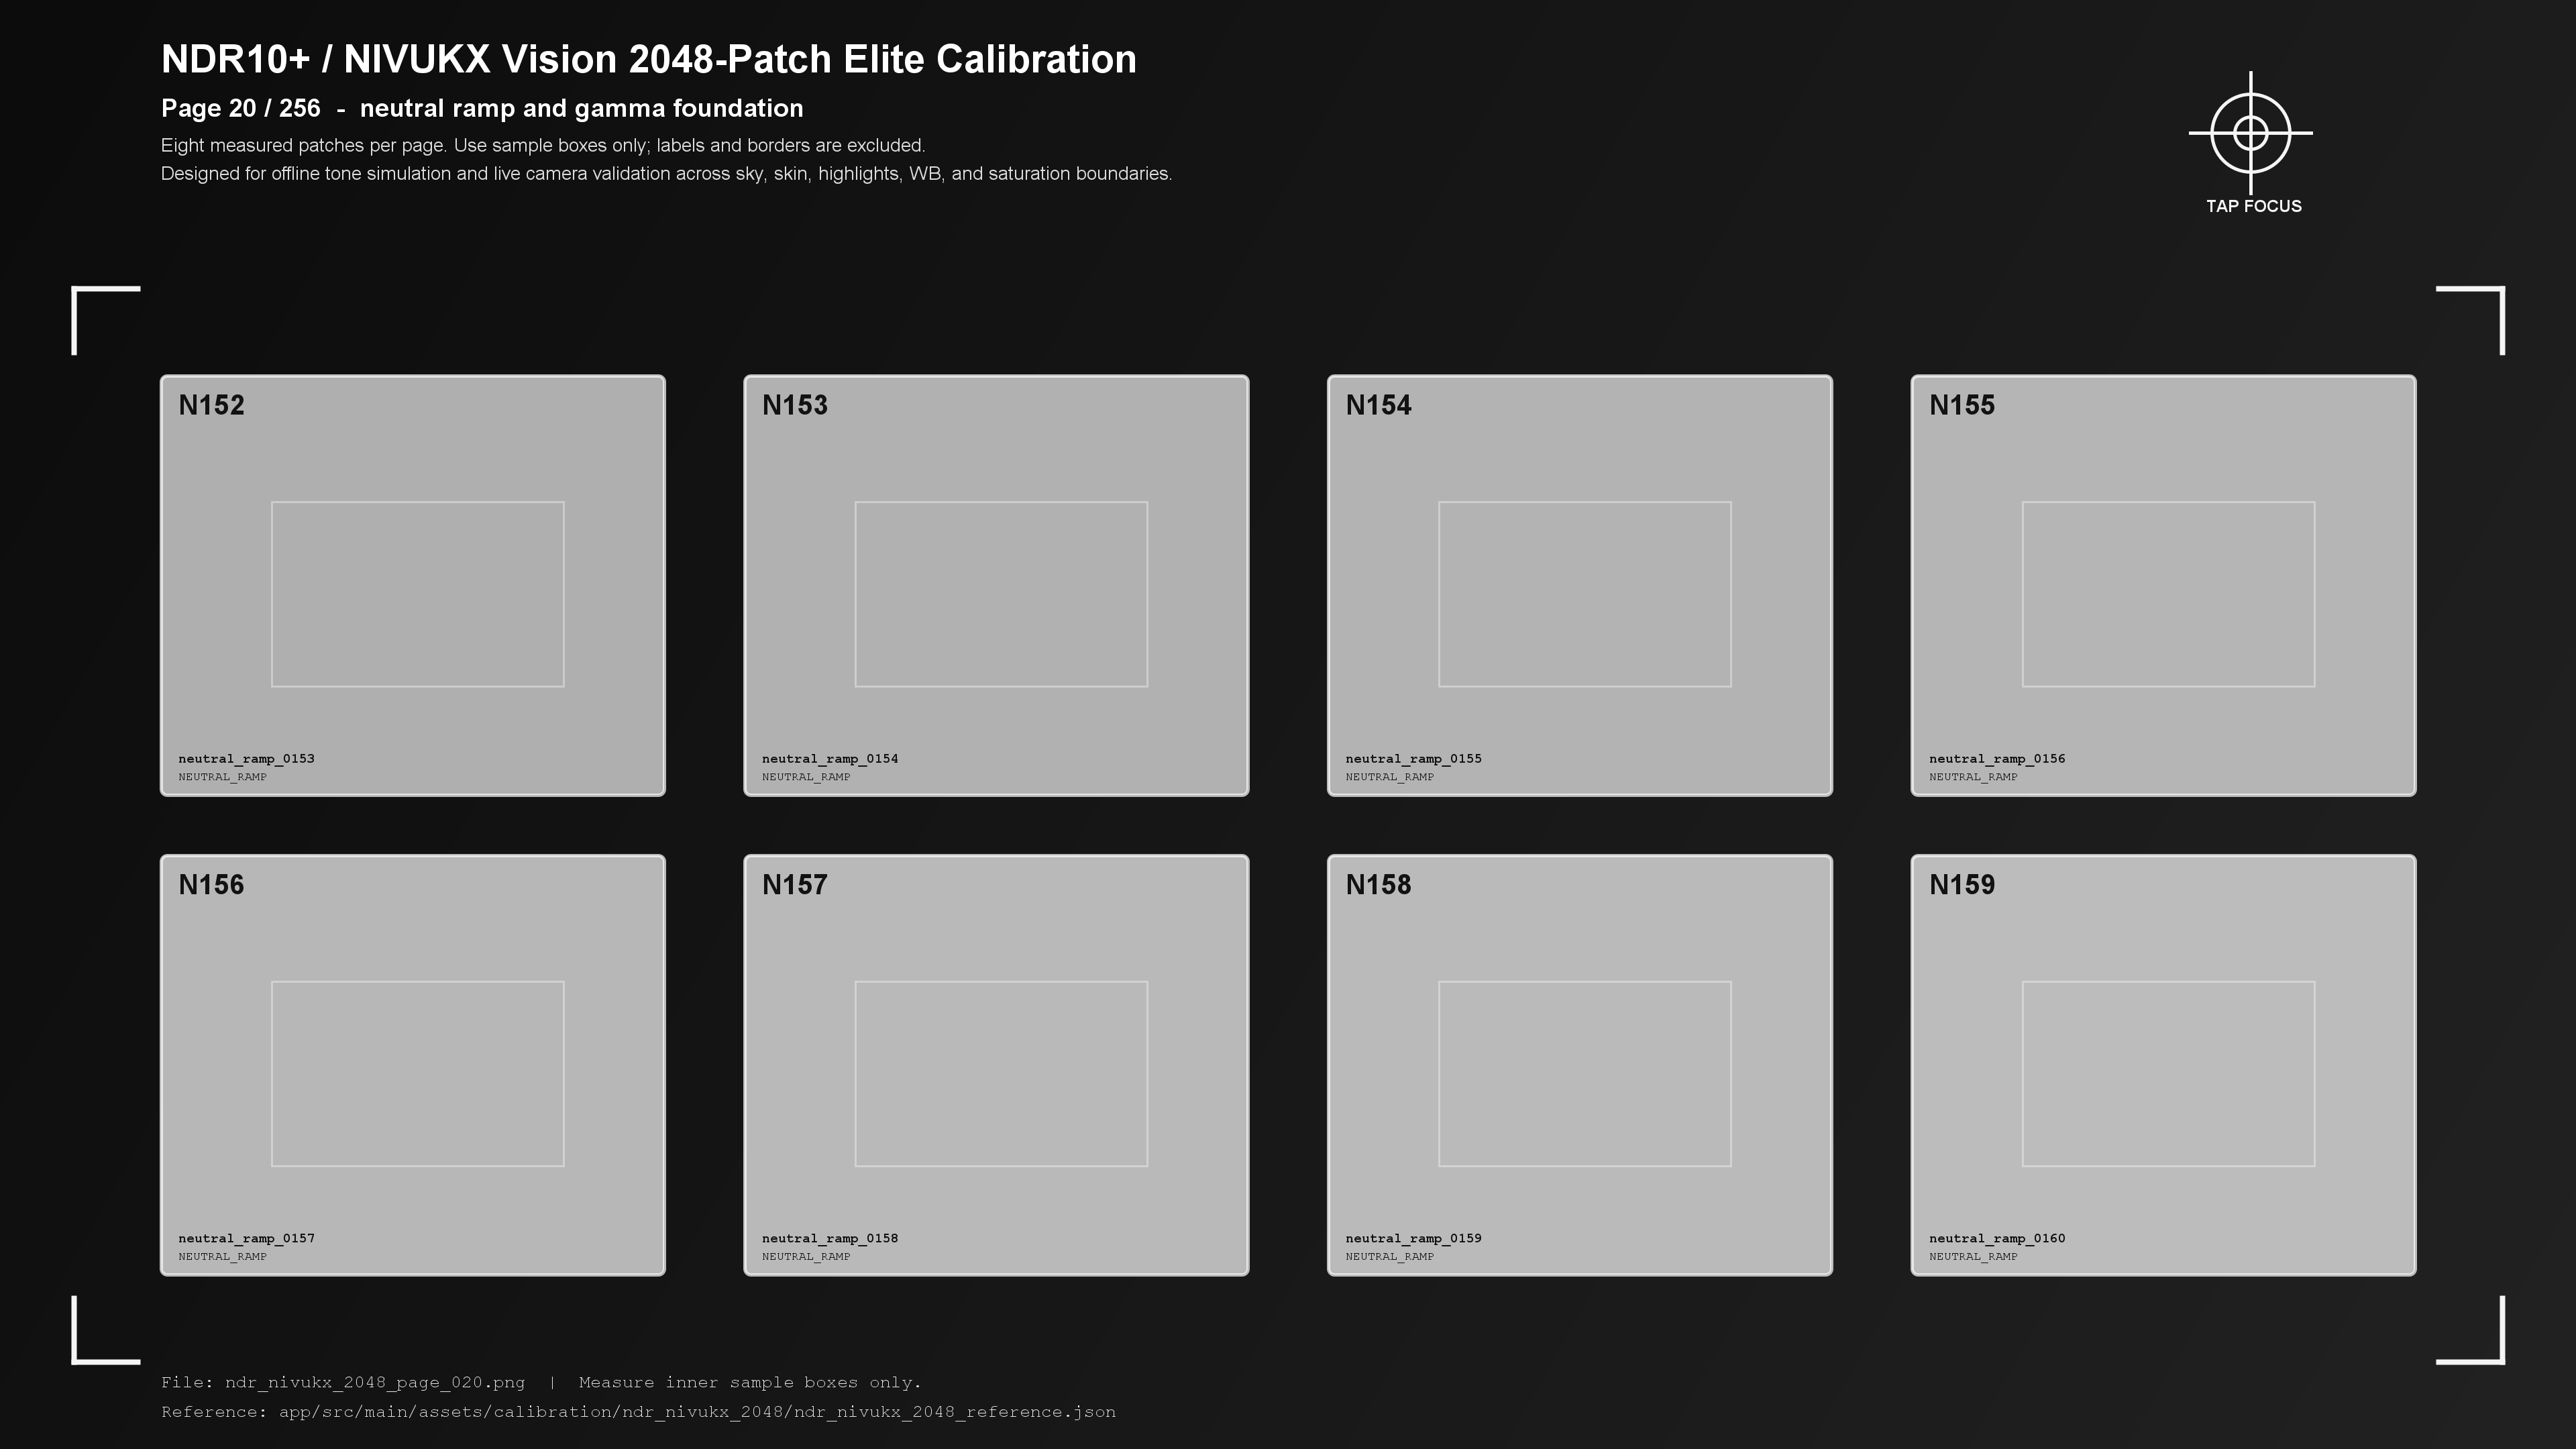 NDR10+ / NIVUKX Vision 2048-Patch Elite Calibration
Page 20 / 256 - neutral ramp and gamma foundation
Eight measured patches per page. Use sample boxes only; labels and borders are excluded.
Designed for offline tone simulation and live camera validation across sky, skin, highlights, WB, and saturation boundaries.
TAP FOCUS
N152
neutral_ramp_0153
NEUTRAL_RAMP
N153
neutral_ramp_0154
NEUTRAL_RAMP
N154
neutral_ramp_0155
NEUTRAL_RAMP
N155
neutral_ramp_0156
NEUTRAL_RAMP
N156
neutral_ramp_0157
NEUTRAL_RAMP
N157
neutral_ramp_0158
NEUTRAL_RAMP
N158
neutral_ramp_0159
NEUTRAL_RAMP
N159
neutral_ramp_0160
NEUTRAL_RAMP
File: ndr_nivukx_2048_page_020.png | Measure inner sample boxes only.
Reference: app/src/main/assets/calibration/ndr_nivukx_2048/ndr_nivukx_2048_reference.json